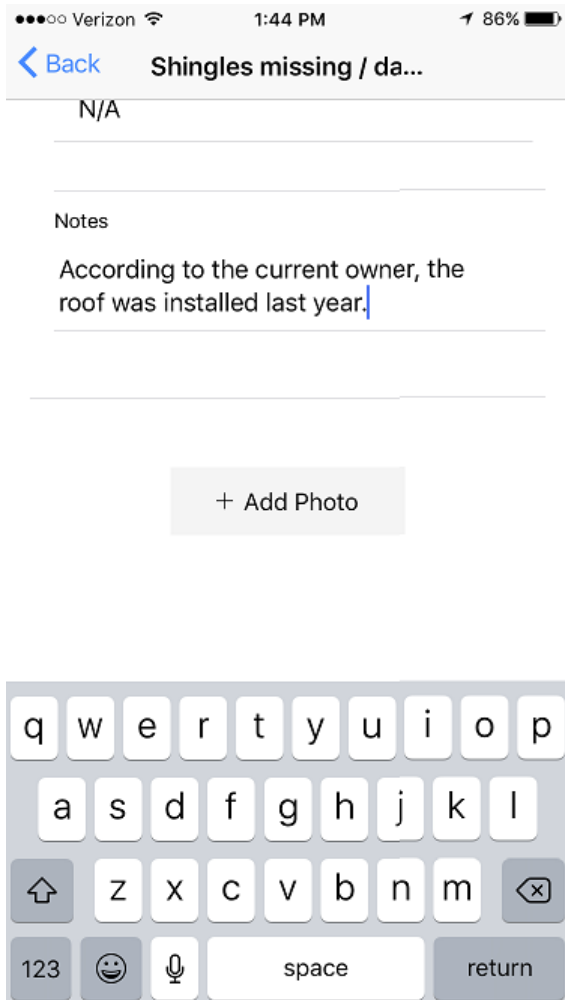 Verizon 1:44 PM 86%
Back Shingles missing / da...
N/A
Notes
According to the current owner, the
roof was installed last year.
+ Add Photo
q w e r t y u i o p
a s d f g h j k l
z x c v b n m
123 space return